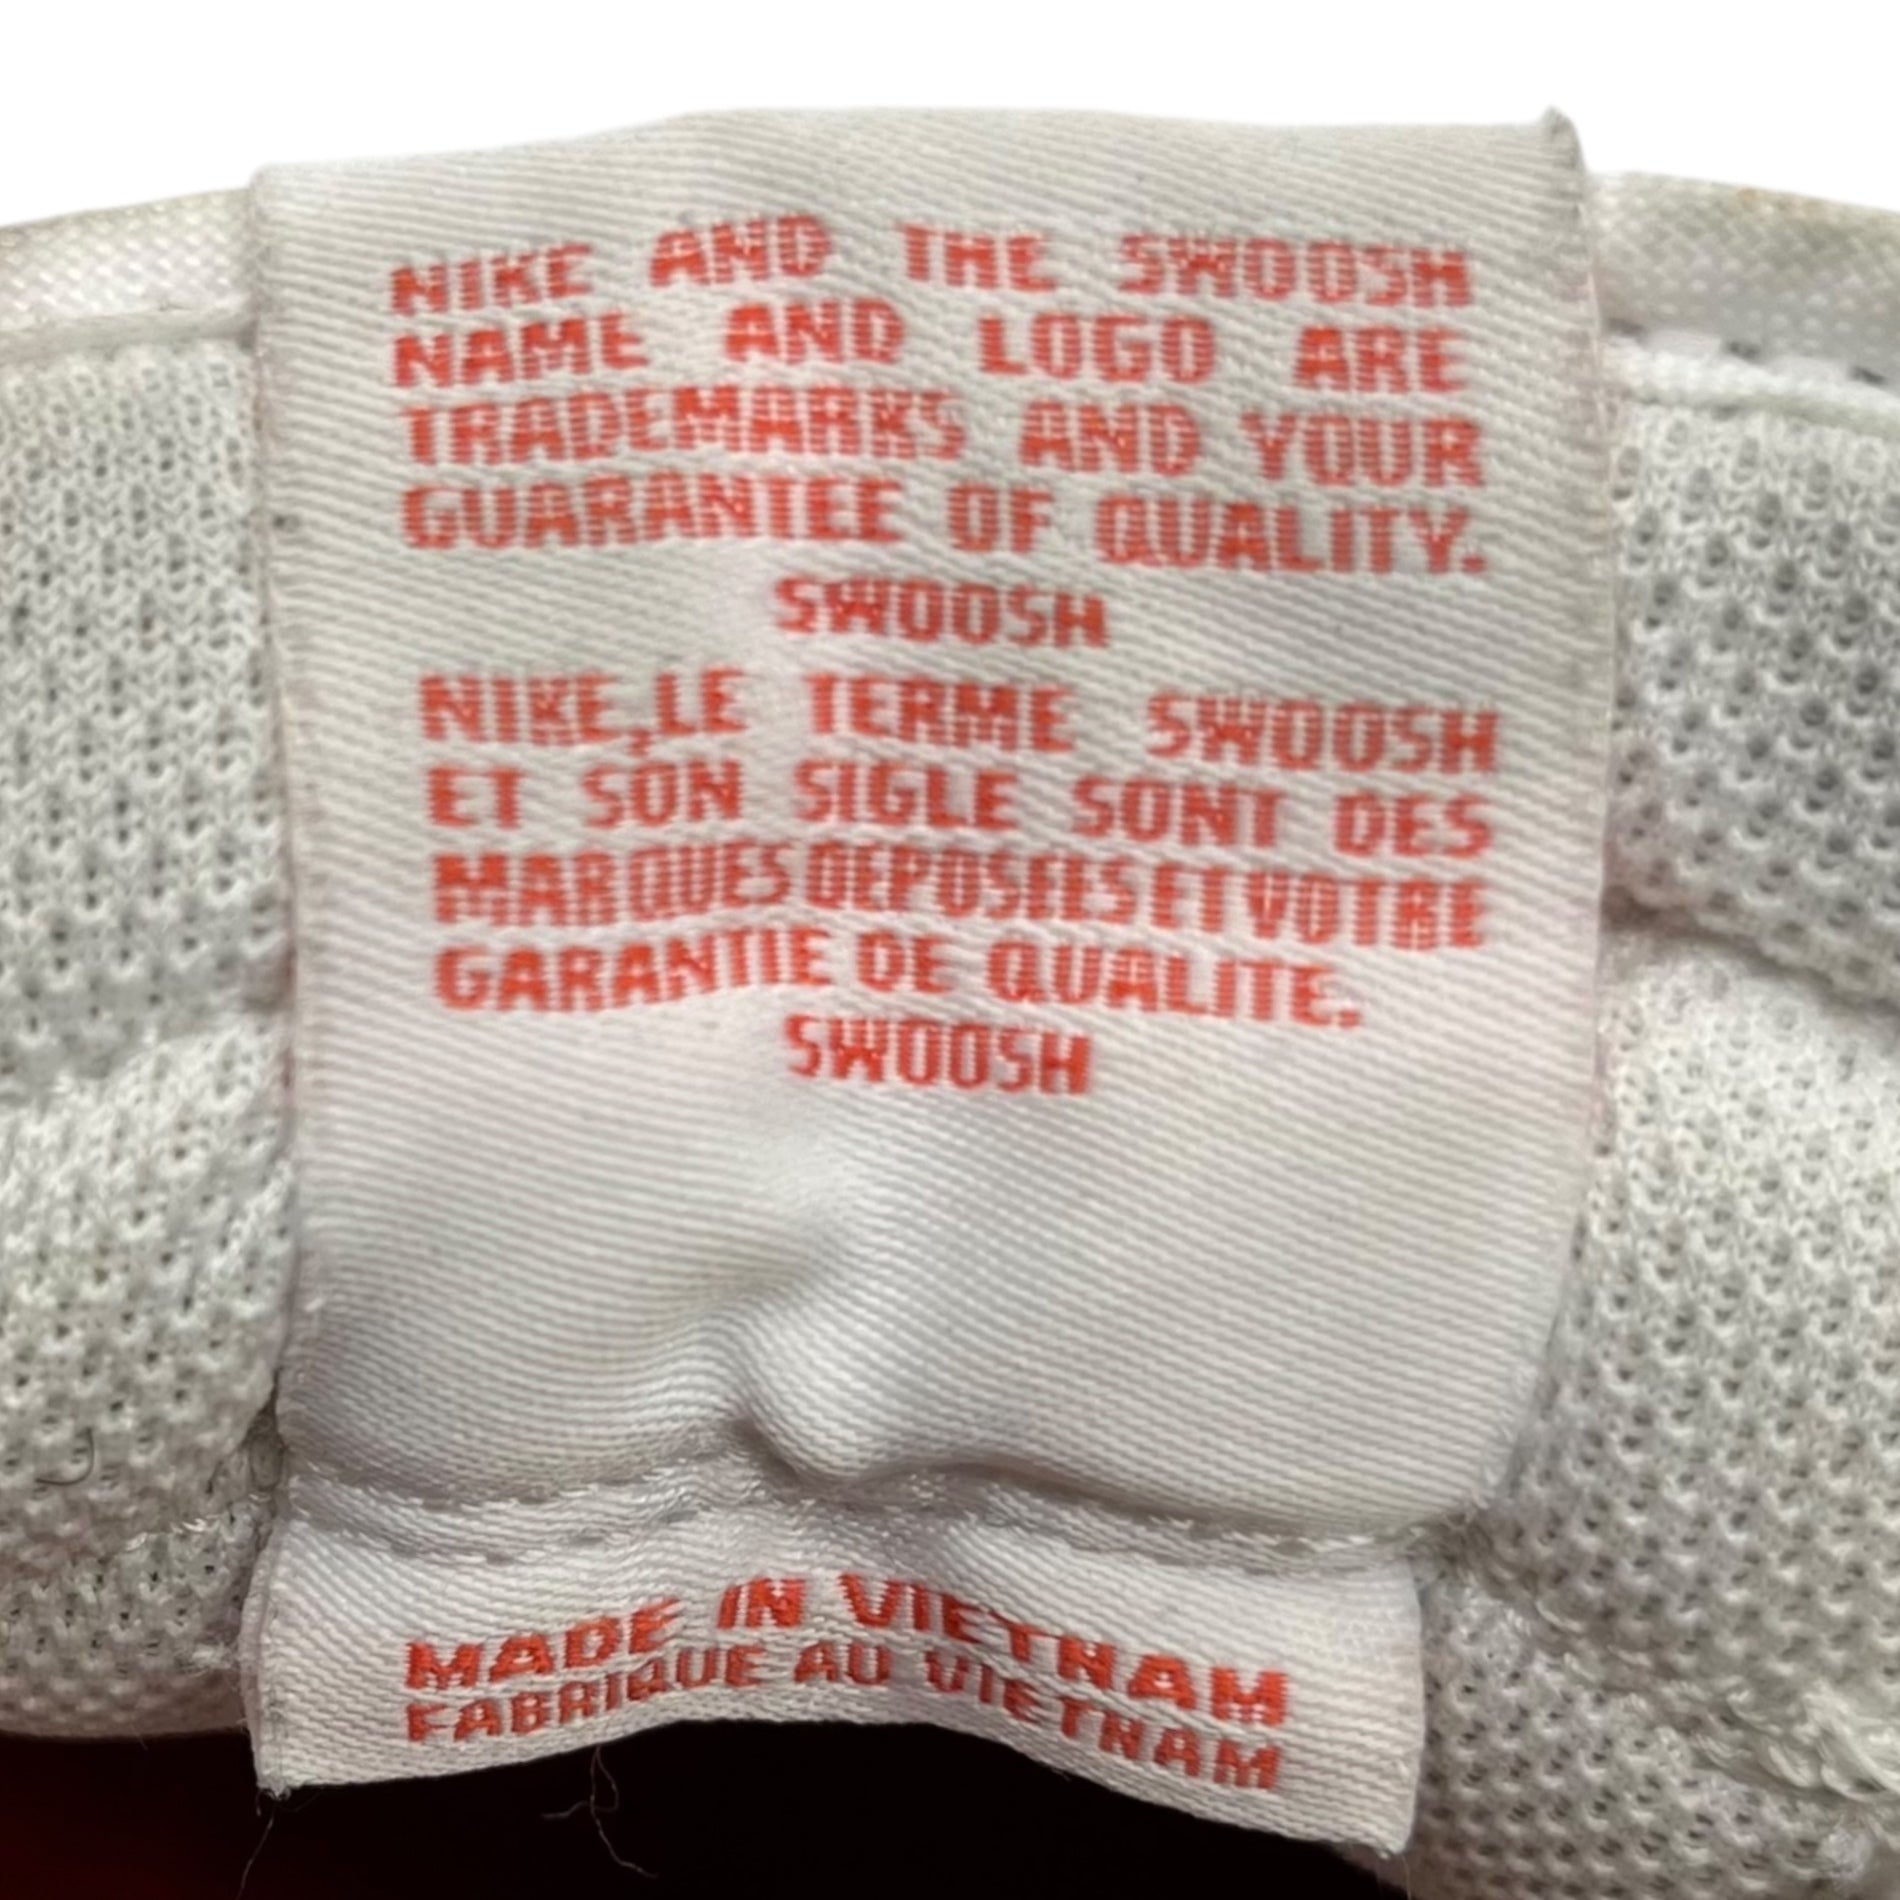 NIKE AND THE SWOOSH
NAME AND LOGO ARE
TRADEMARKS AND YOUR
GUARANTEE OF QUALITY.
SWOOSH
NIKE,LE TERME SWOOSH
ET SON SIGLE SONT DES
MARQUES DEPOSEES ET VOTRE
GARANTIE DE QUALITE.
SWOOSH
MADE IN VIETNAM
FABRIQUE AU VIETNAM